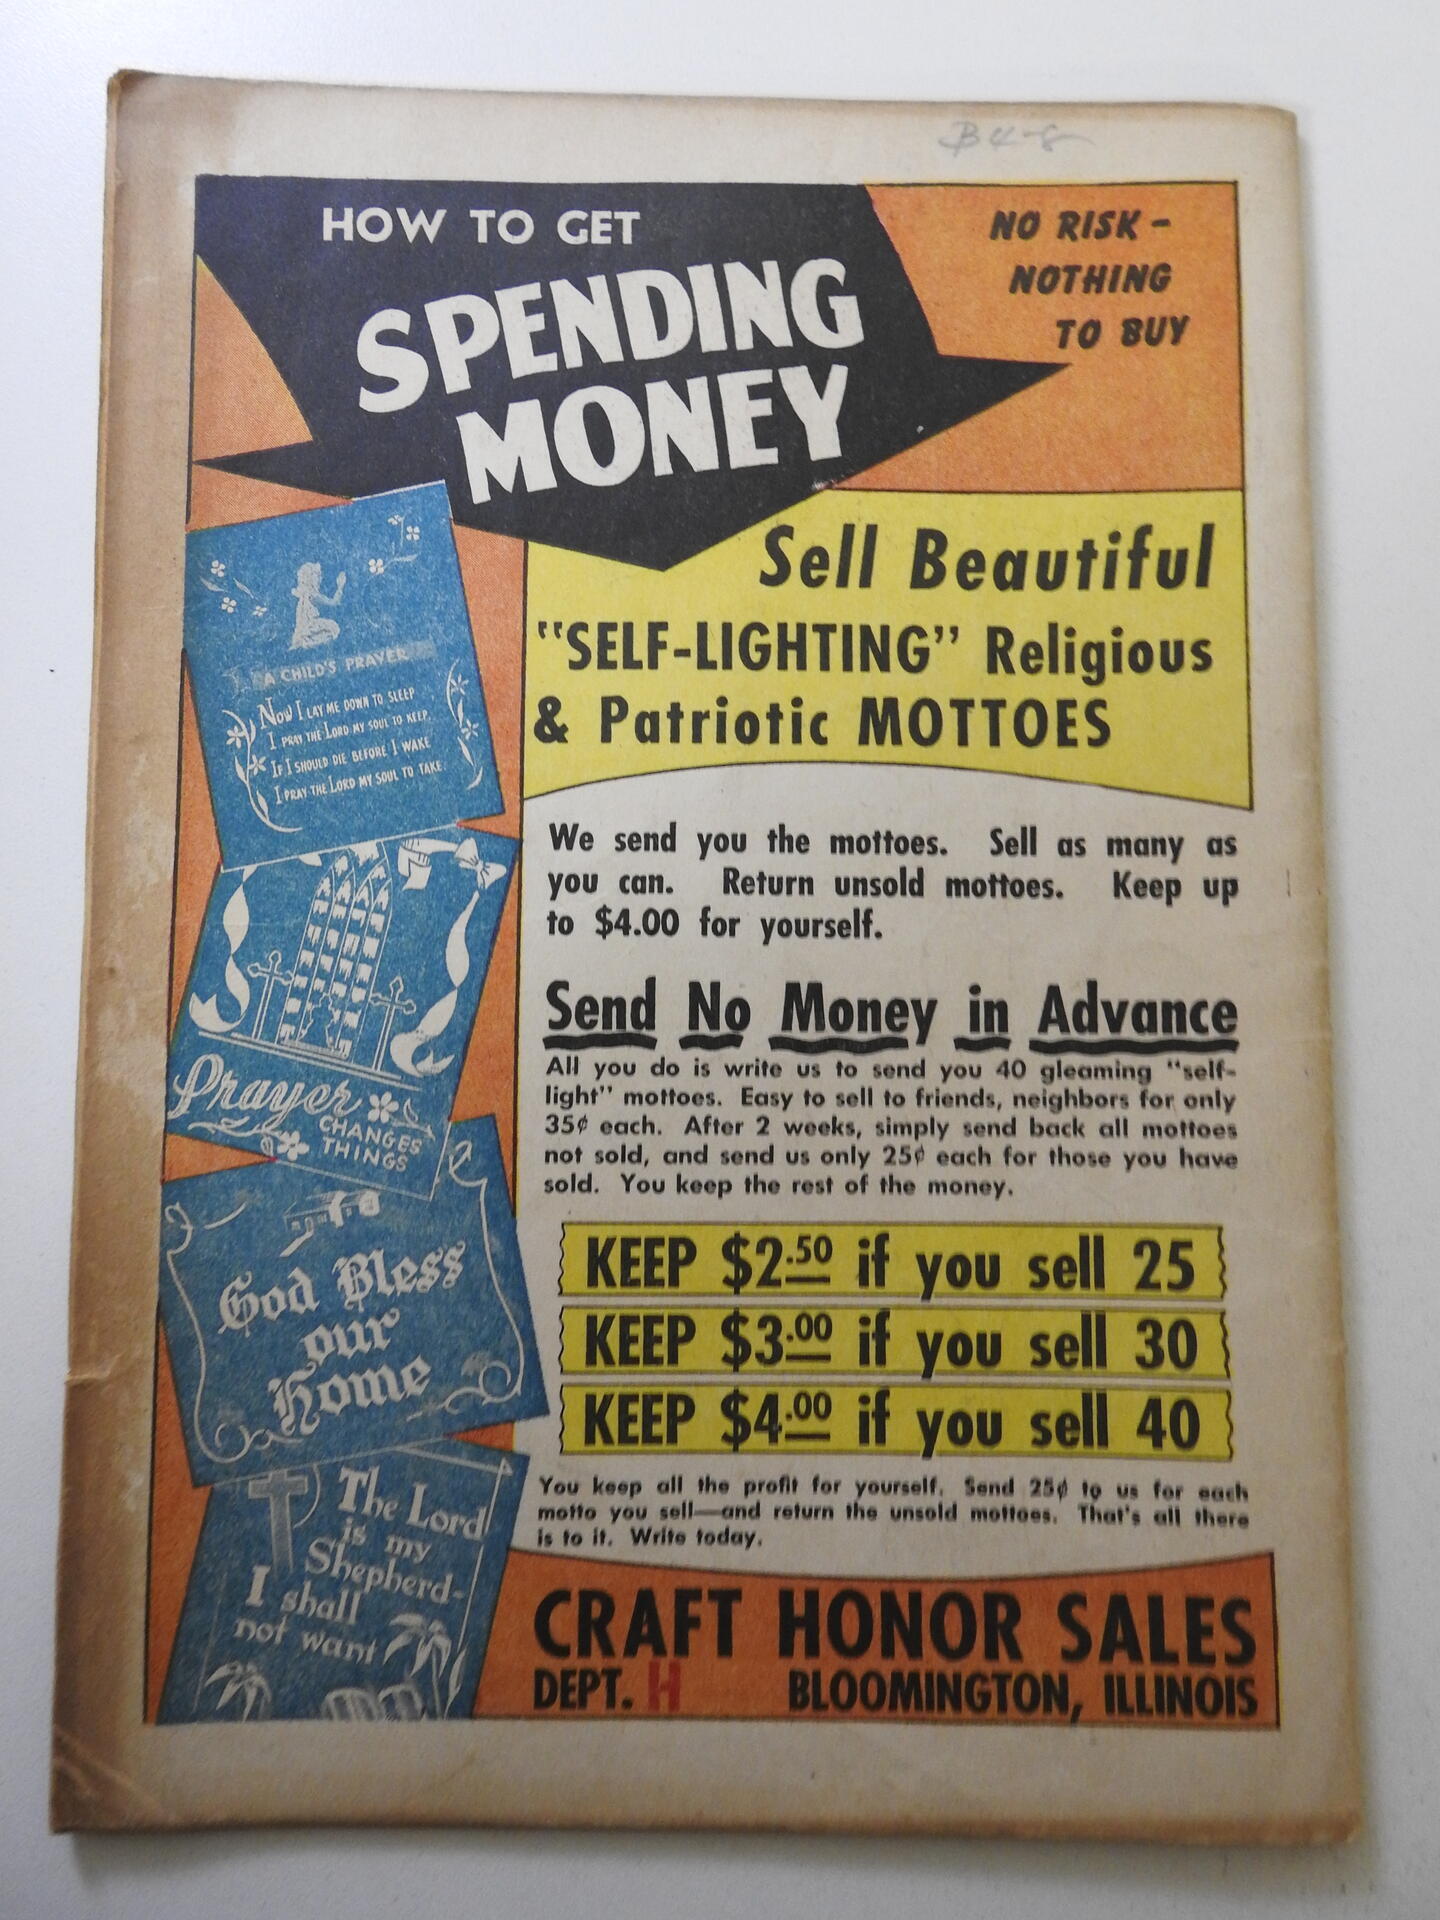 B4-8
HOW TO GET
SPENDING
MONEY
NO RISK -
NOTHING
TO BUY
Sell Beautiful
"SELF-LIGHTING" Religious
& Patriotic MOTTOES
A CHILD'S PRAYER
NOW I LAY ME DOWN TO SLEEP
I PRAY THE LORD MY SOUL TO KEEP.
IF I SHOULD DIE BEFORE I WAKE
I PRAY THE LORD MY SOUL TO TAKE.
Prayer
CHANGES
THINGS
God Bless
our
Home
The Lord
is my
Shepherd-
I shall
not want
We send you the mottoes. Sell as many as
you can. Return unsold mottoes. Keep up
to $4.00 for yourself.
Send No Money in Advance
All you do is write us to send you 40 gleaming "self-
light" mottoes. Easy to sell to friends, neighbors for only
35¢ each. After 2 weeks, simply send back all mottoes
not sold, and send us only 25¢ each for those you have
sold. You keep the rest of the money.
KEEP $2.50 if you sell 25
KEEP $3.00 if you sell 30
KEEP $4.00 if you sell 40
You keep all the profit for yourself. Send 25¢ to us for each
motto you sell—and return the unsold mottoes. That's all there
is to it. Write today.
CRAFT HONOR SALES
DEPT. H BLOOMINGTON, ILLINOIS